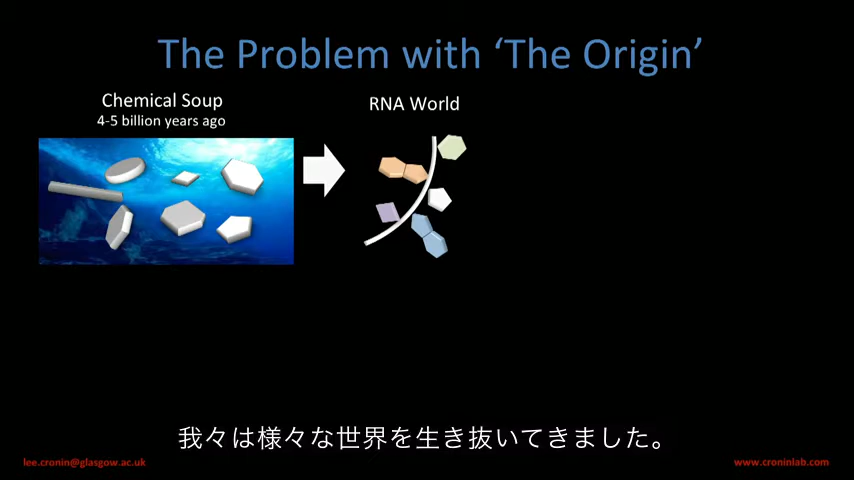 The Problem with ‘The Origin’
Chemical Soup
4-5 billion years ago
RNA World
我々は様々な世界を生き抜いてきました。
lee.cronin@glasgow.ac.uk
www.croninlab.com